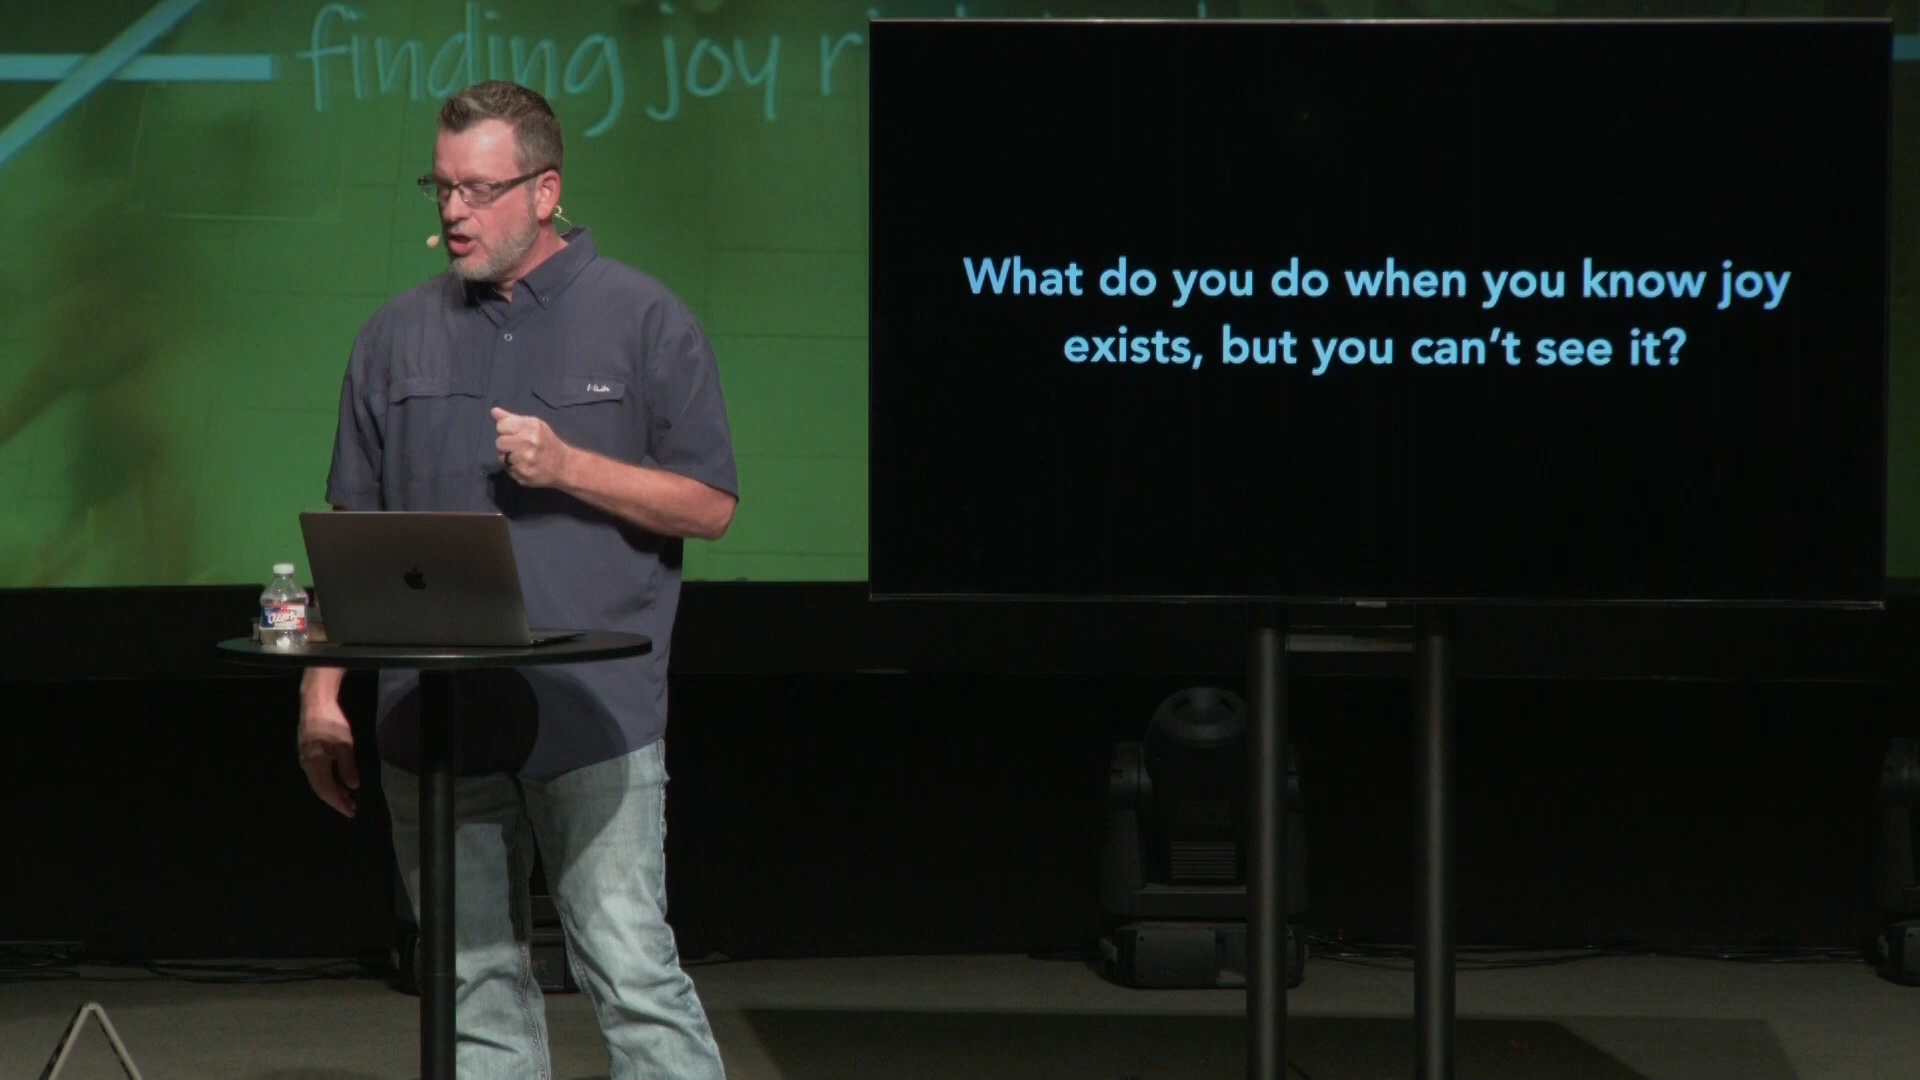 finding joy
What do you do when you know joy
exists, but you can't see it?